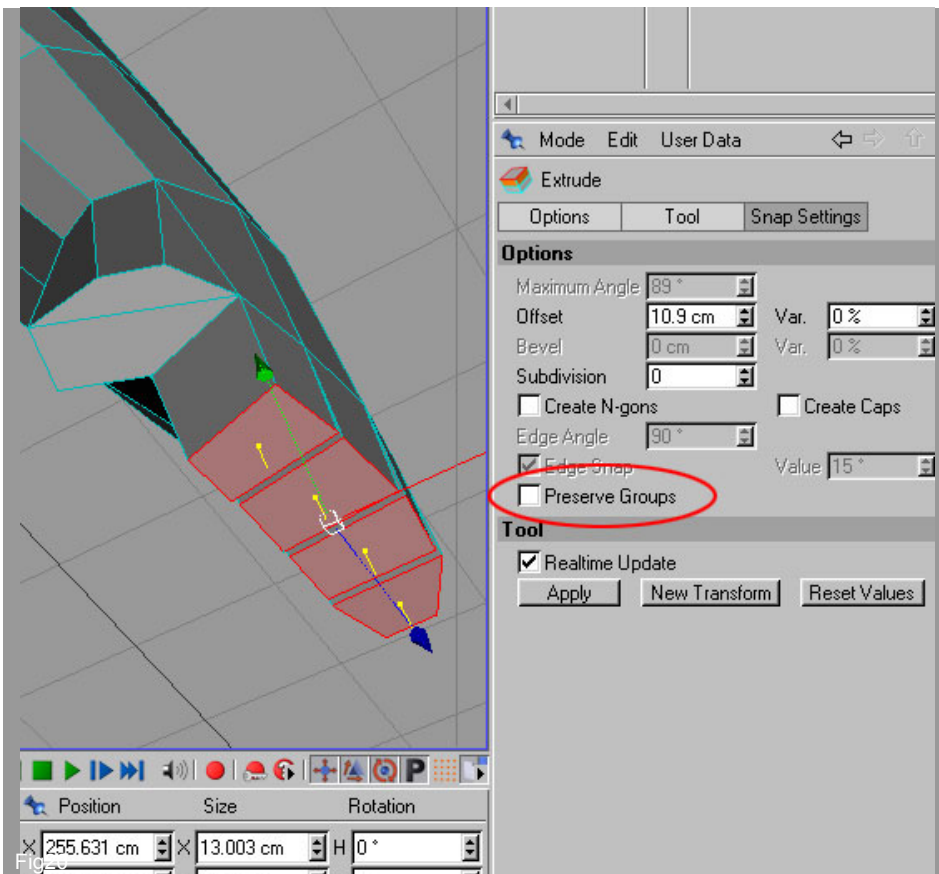 Mode Edit User Data
Extrude
Options Tool Snap Settings
Options
Maximum Angle 89 °
Offset 10.9 cm Var. 0 %
Bevel 0 cm Var. 0 %
Subdivision 0
Create N-gons Create Caps
Edge Angle 90 °
Edge Snap Value 15 °
Preserve Groups
Tool
Realtime Update
Apply New Transform Reset Values
P
Position Size Rotation
X 255.631 cm X 13.003 cm H 0 °